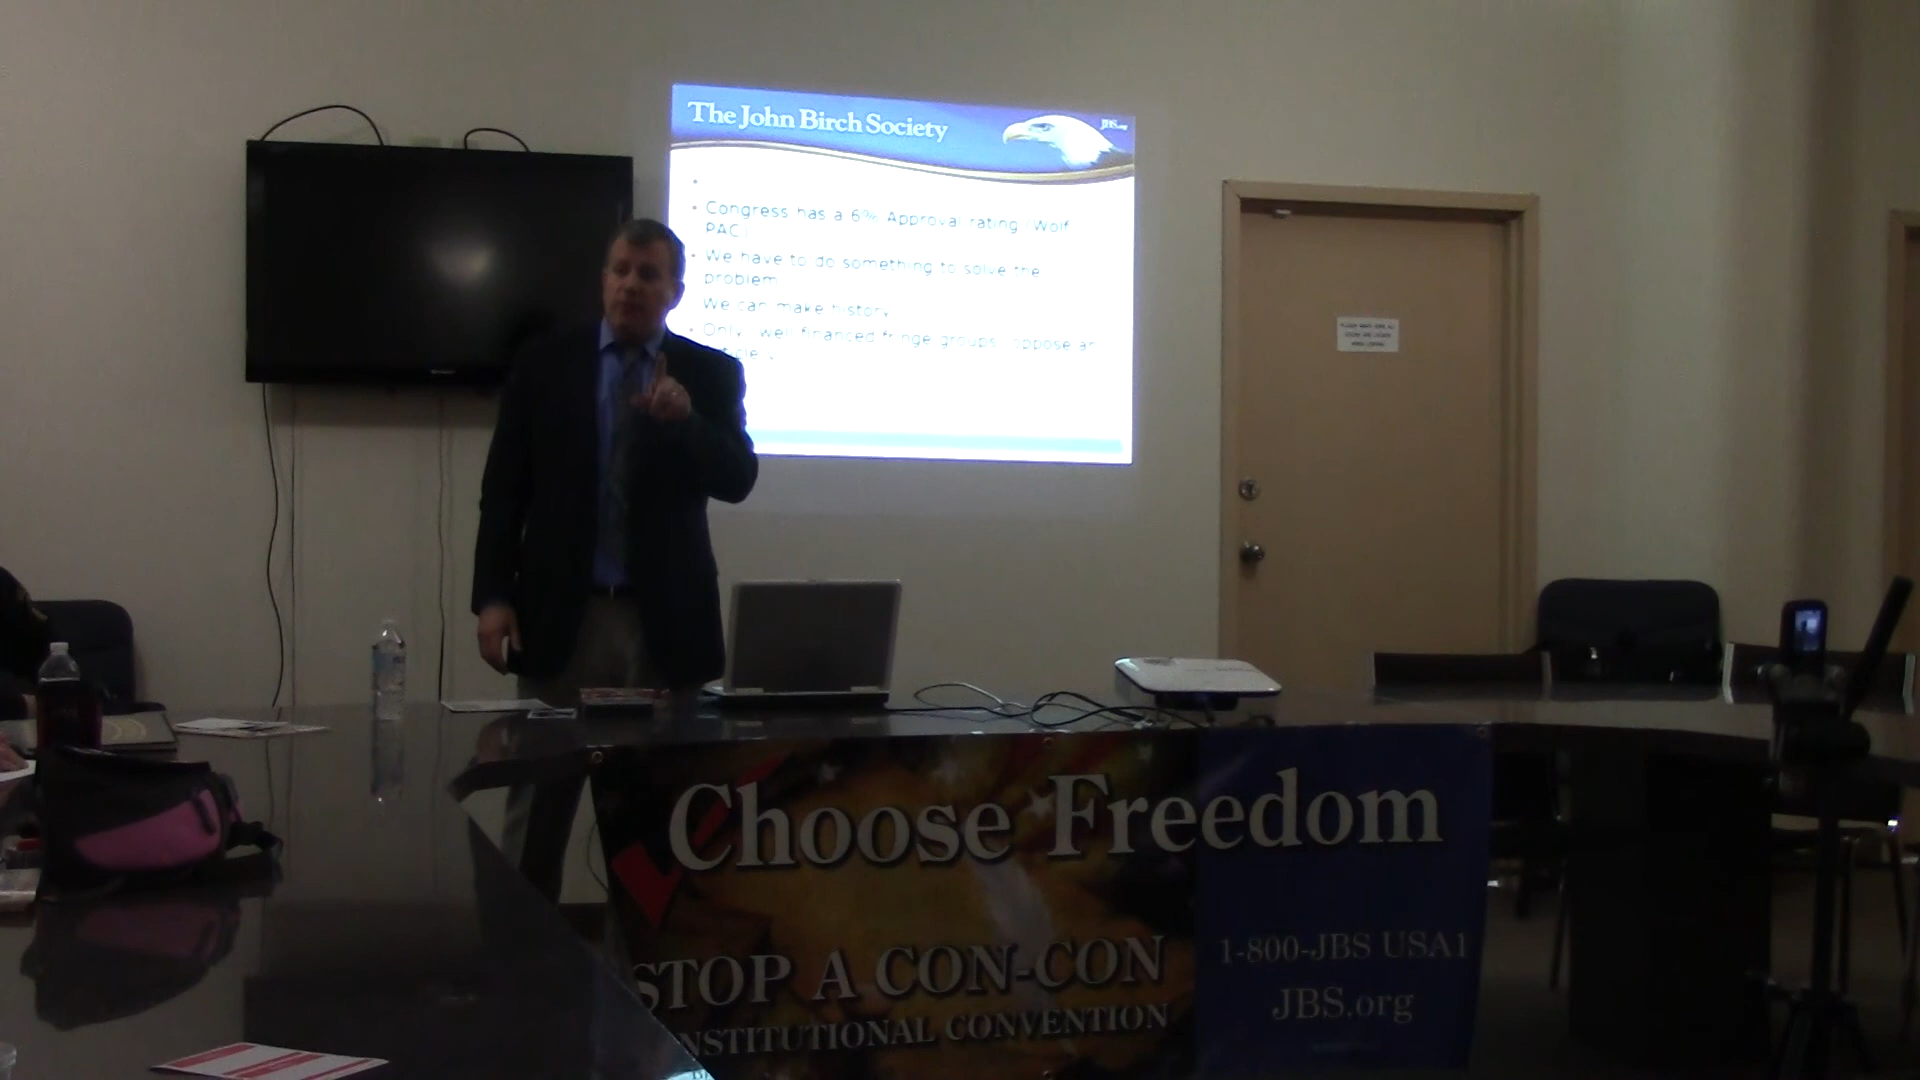 The John Birch Society
JBS.org
Congress has a 6% Approval rating (Wolf
PAC)
We have to do something to solve the
problem
We can make history
Only well financed fringe groups oppose an
Choose Freedom
STOP A CON-CON
NSTITUTIONAL CONVENTION
1-800-JBS USA1
JBS.org